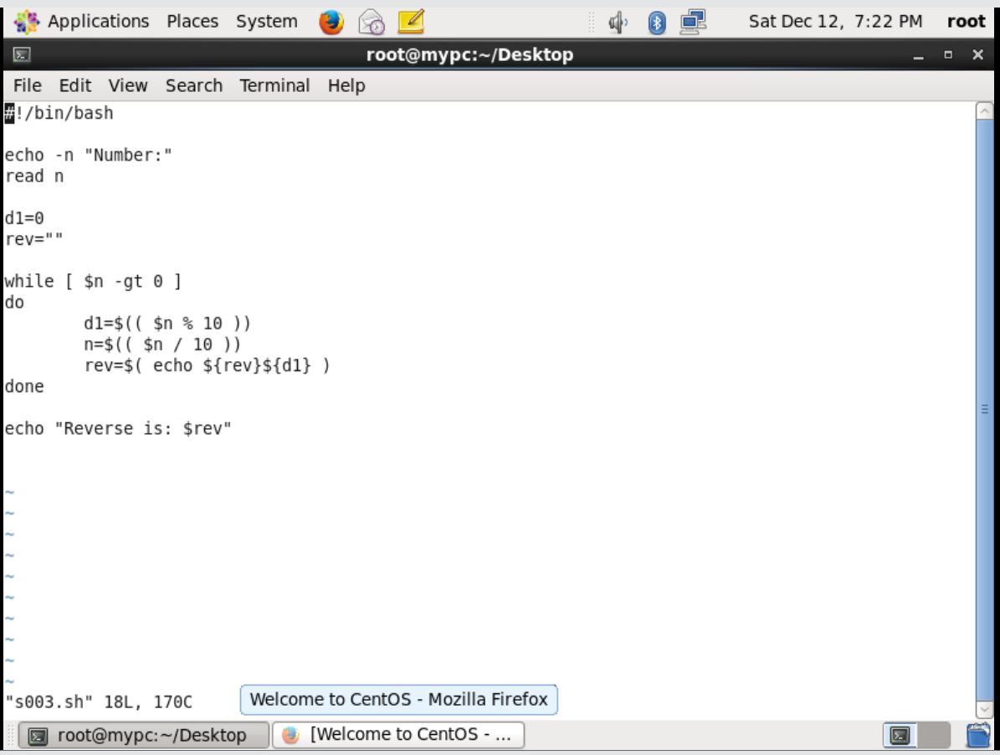 Applications Places System Sat Dec 12, 7:22 PM root
root@mypc:~/Desktop
File Edit View Search Terminal Help
#!/bin/bash
echo -n "Number:"
read n
d1=0
rev=""
while [ $n -gt 0 ]
do
        d1=$(( $n % 10 ))
        n=$(( $n / 10 ))
        rev=$( echo ${rev}${d1} )
done
echo "Reverse is: $rev"
~
~
~
~
~
~
~
~
~
~
"s003.sh" 18L, 170C
Welcome to CentOS - Mozilla Firefox
root@mypc:~/Desktop [Welcome to CentOS - ...